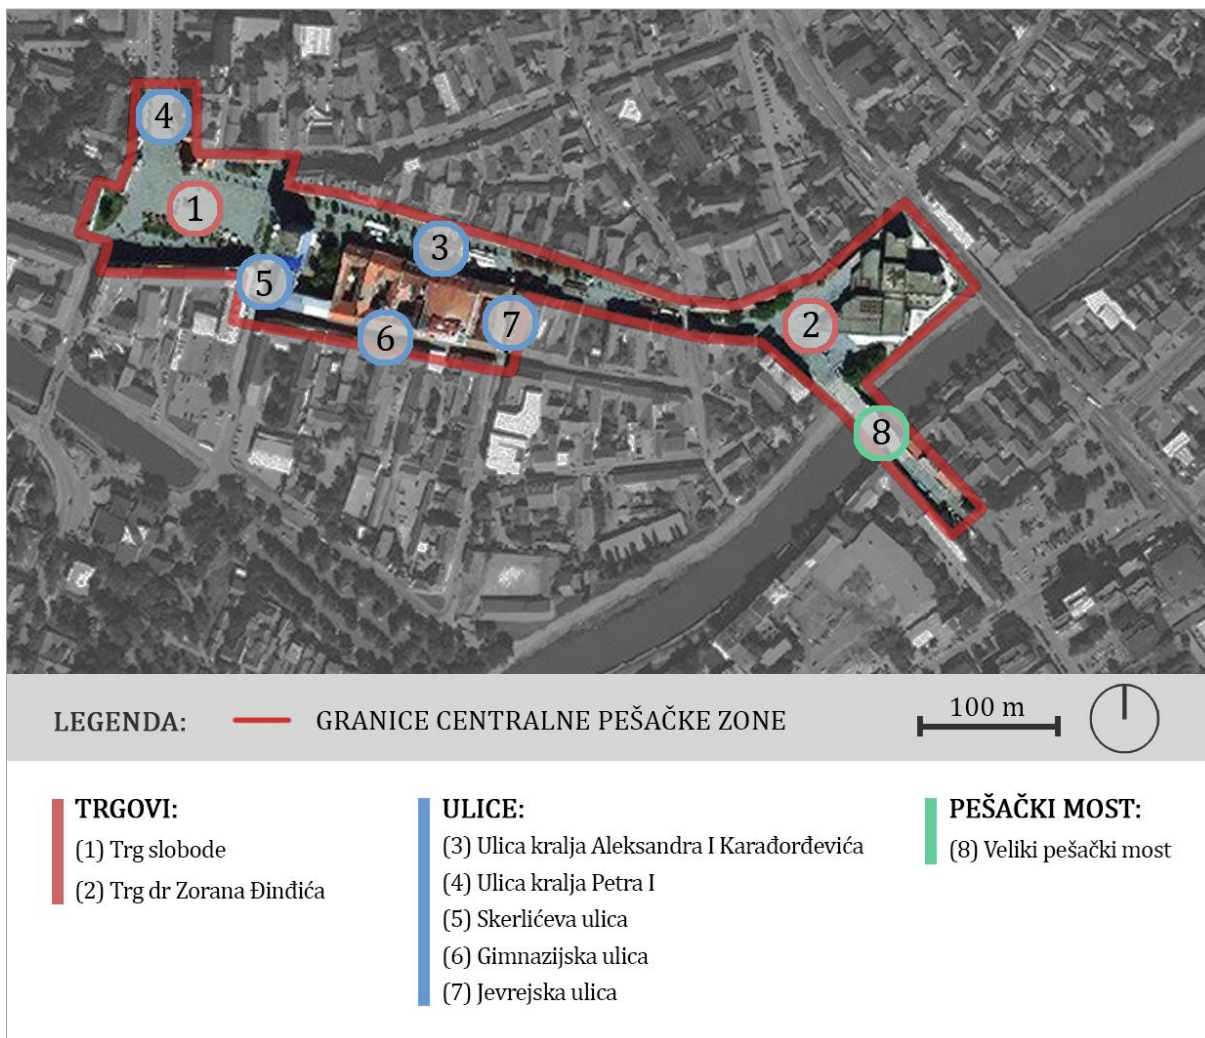 4
1
3
5
6
7
2
8
LEGENDA: GRANICE CENTRALNE PEŠAČKE ZONE 100 m
TRGOVI:
(1) Trg slobode
(2) Trg dr Zorana Đinđića
ULICE:
(3) Ulica kralja Aleksandra I Karađorđevića
(4) Ulica kralja Petra I
(5) Skerlićeva ulica
(6) Gimnazijska ulica
(7) Jevrejska ulica
PEŠAČKI MOST:
(8) Veliki pešački most